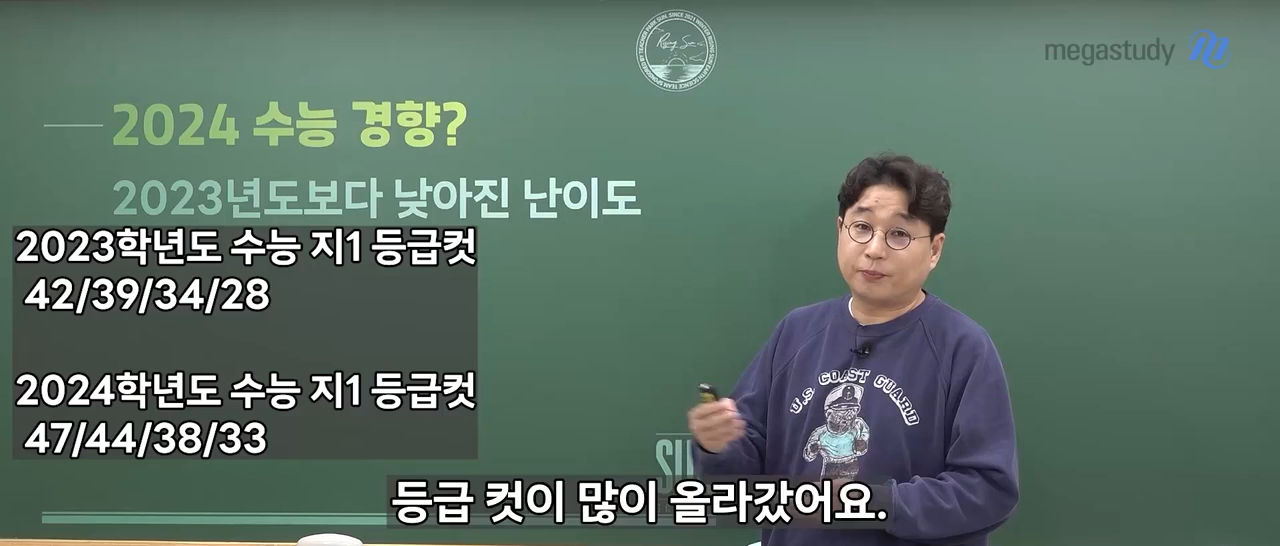 megastudy
2024 수능 경향?
2023년도보다 낮아진 난이도
2023학년도 수능 지1 등급컷
42/39/34/28
2024학년도 수능 지1 등급컷
47/44/38/33
U.S. COAST GUARD
등급 컷이 많이 올라갔어요.